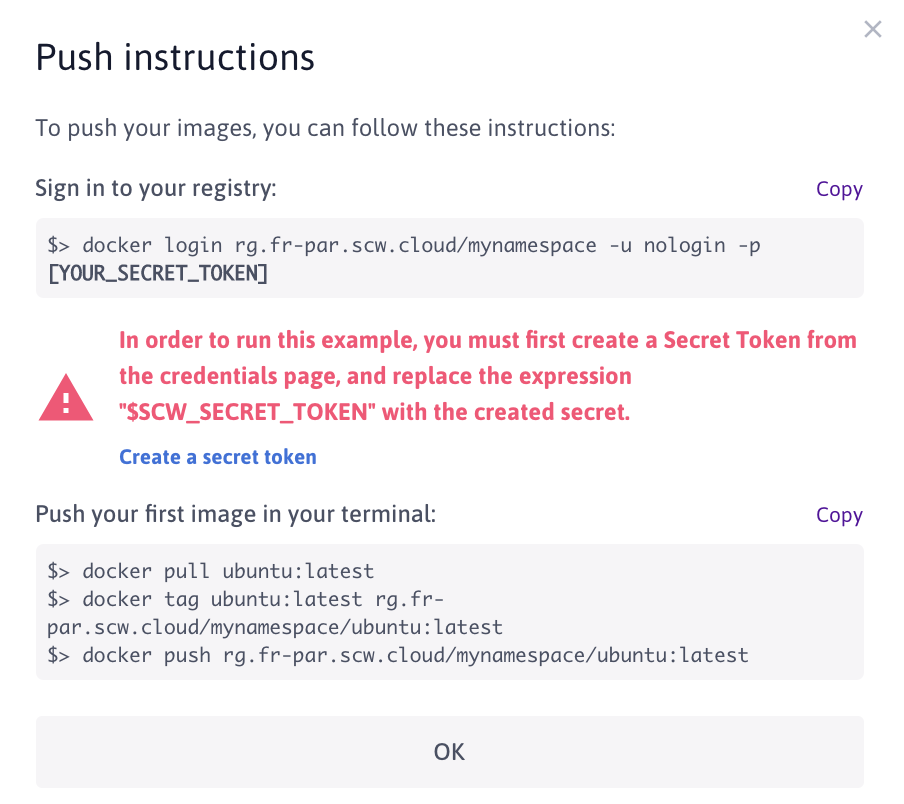 Push instructions
To push your images, you can follow these instructions:
Sign in to your registry:
Copy
$> docker login rg.fr-par.scw.cloud/mynamespace -u nologin -p
[YOUR_SECRET_TOKEN]
In order to run this example, you must first create a Secret Token from
the credentials page, and replace the expression
"$SCW_SECRET_TOKEN" with the created secret.
Create a secret token
Push your first image in your terminal:
Copy
$> docker pull ubuntu:latest
$> docker tag ubuntu:latest rg.fr-
par.scw.cloud/mynamespace/ubuntu:latest
$> docker push rg.fr-par.scw.cloud/mynamespace/ubuntu:latest
OK